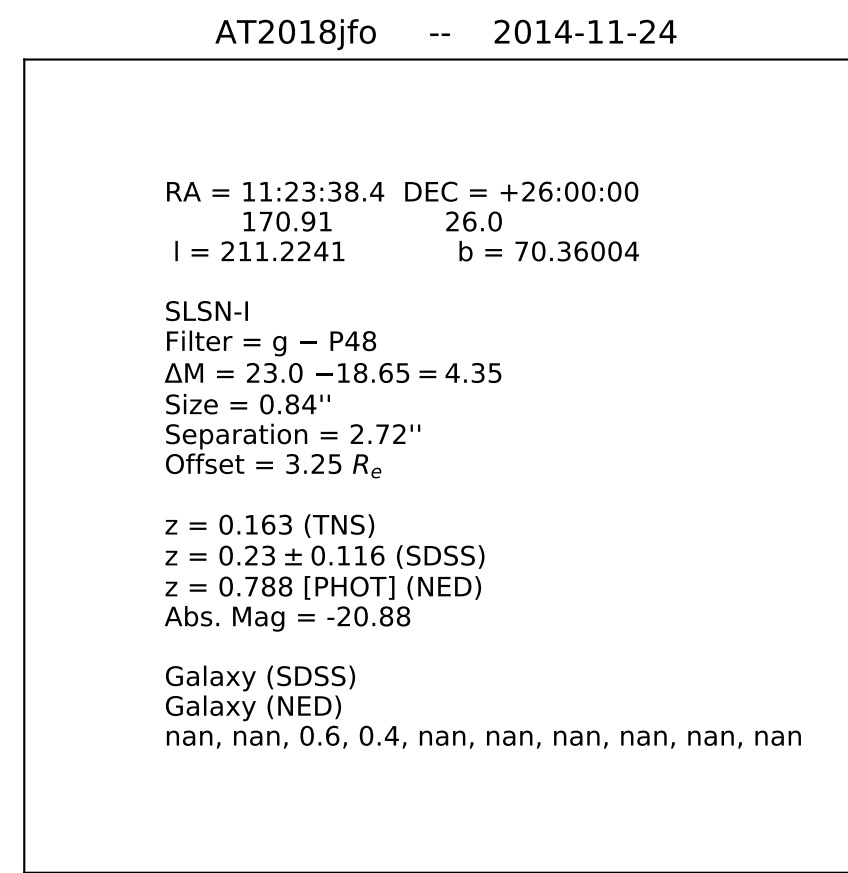 AT2018jfo -- 2014-11-24
RA = 11:23:38.4 DEC = +26:00:00
170.91 26.0
l = 211.2241 b = 70.36004
SLSN-I
Filter = g − P48
ΔM = 23.0 −18.65 = 4.35
Size = 0.84''
Separation = 2.72''
Offset = 3.25 Rₑ
z = 0.163 (TNS)
z = 0.23 ± 0.116 (SDSS)
z = 0.788 [PHOT] (NED)
Abs. Mag = -20.88
Galaxy (SDSS)
Galaxy (NED)
nan, nan, 0.6, 0.4, nan, nan, nan, nan, nan, nan